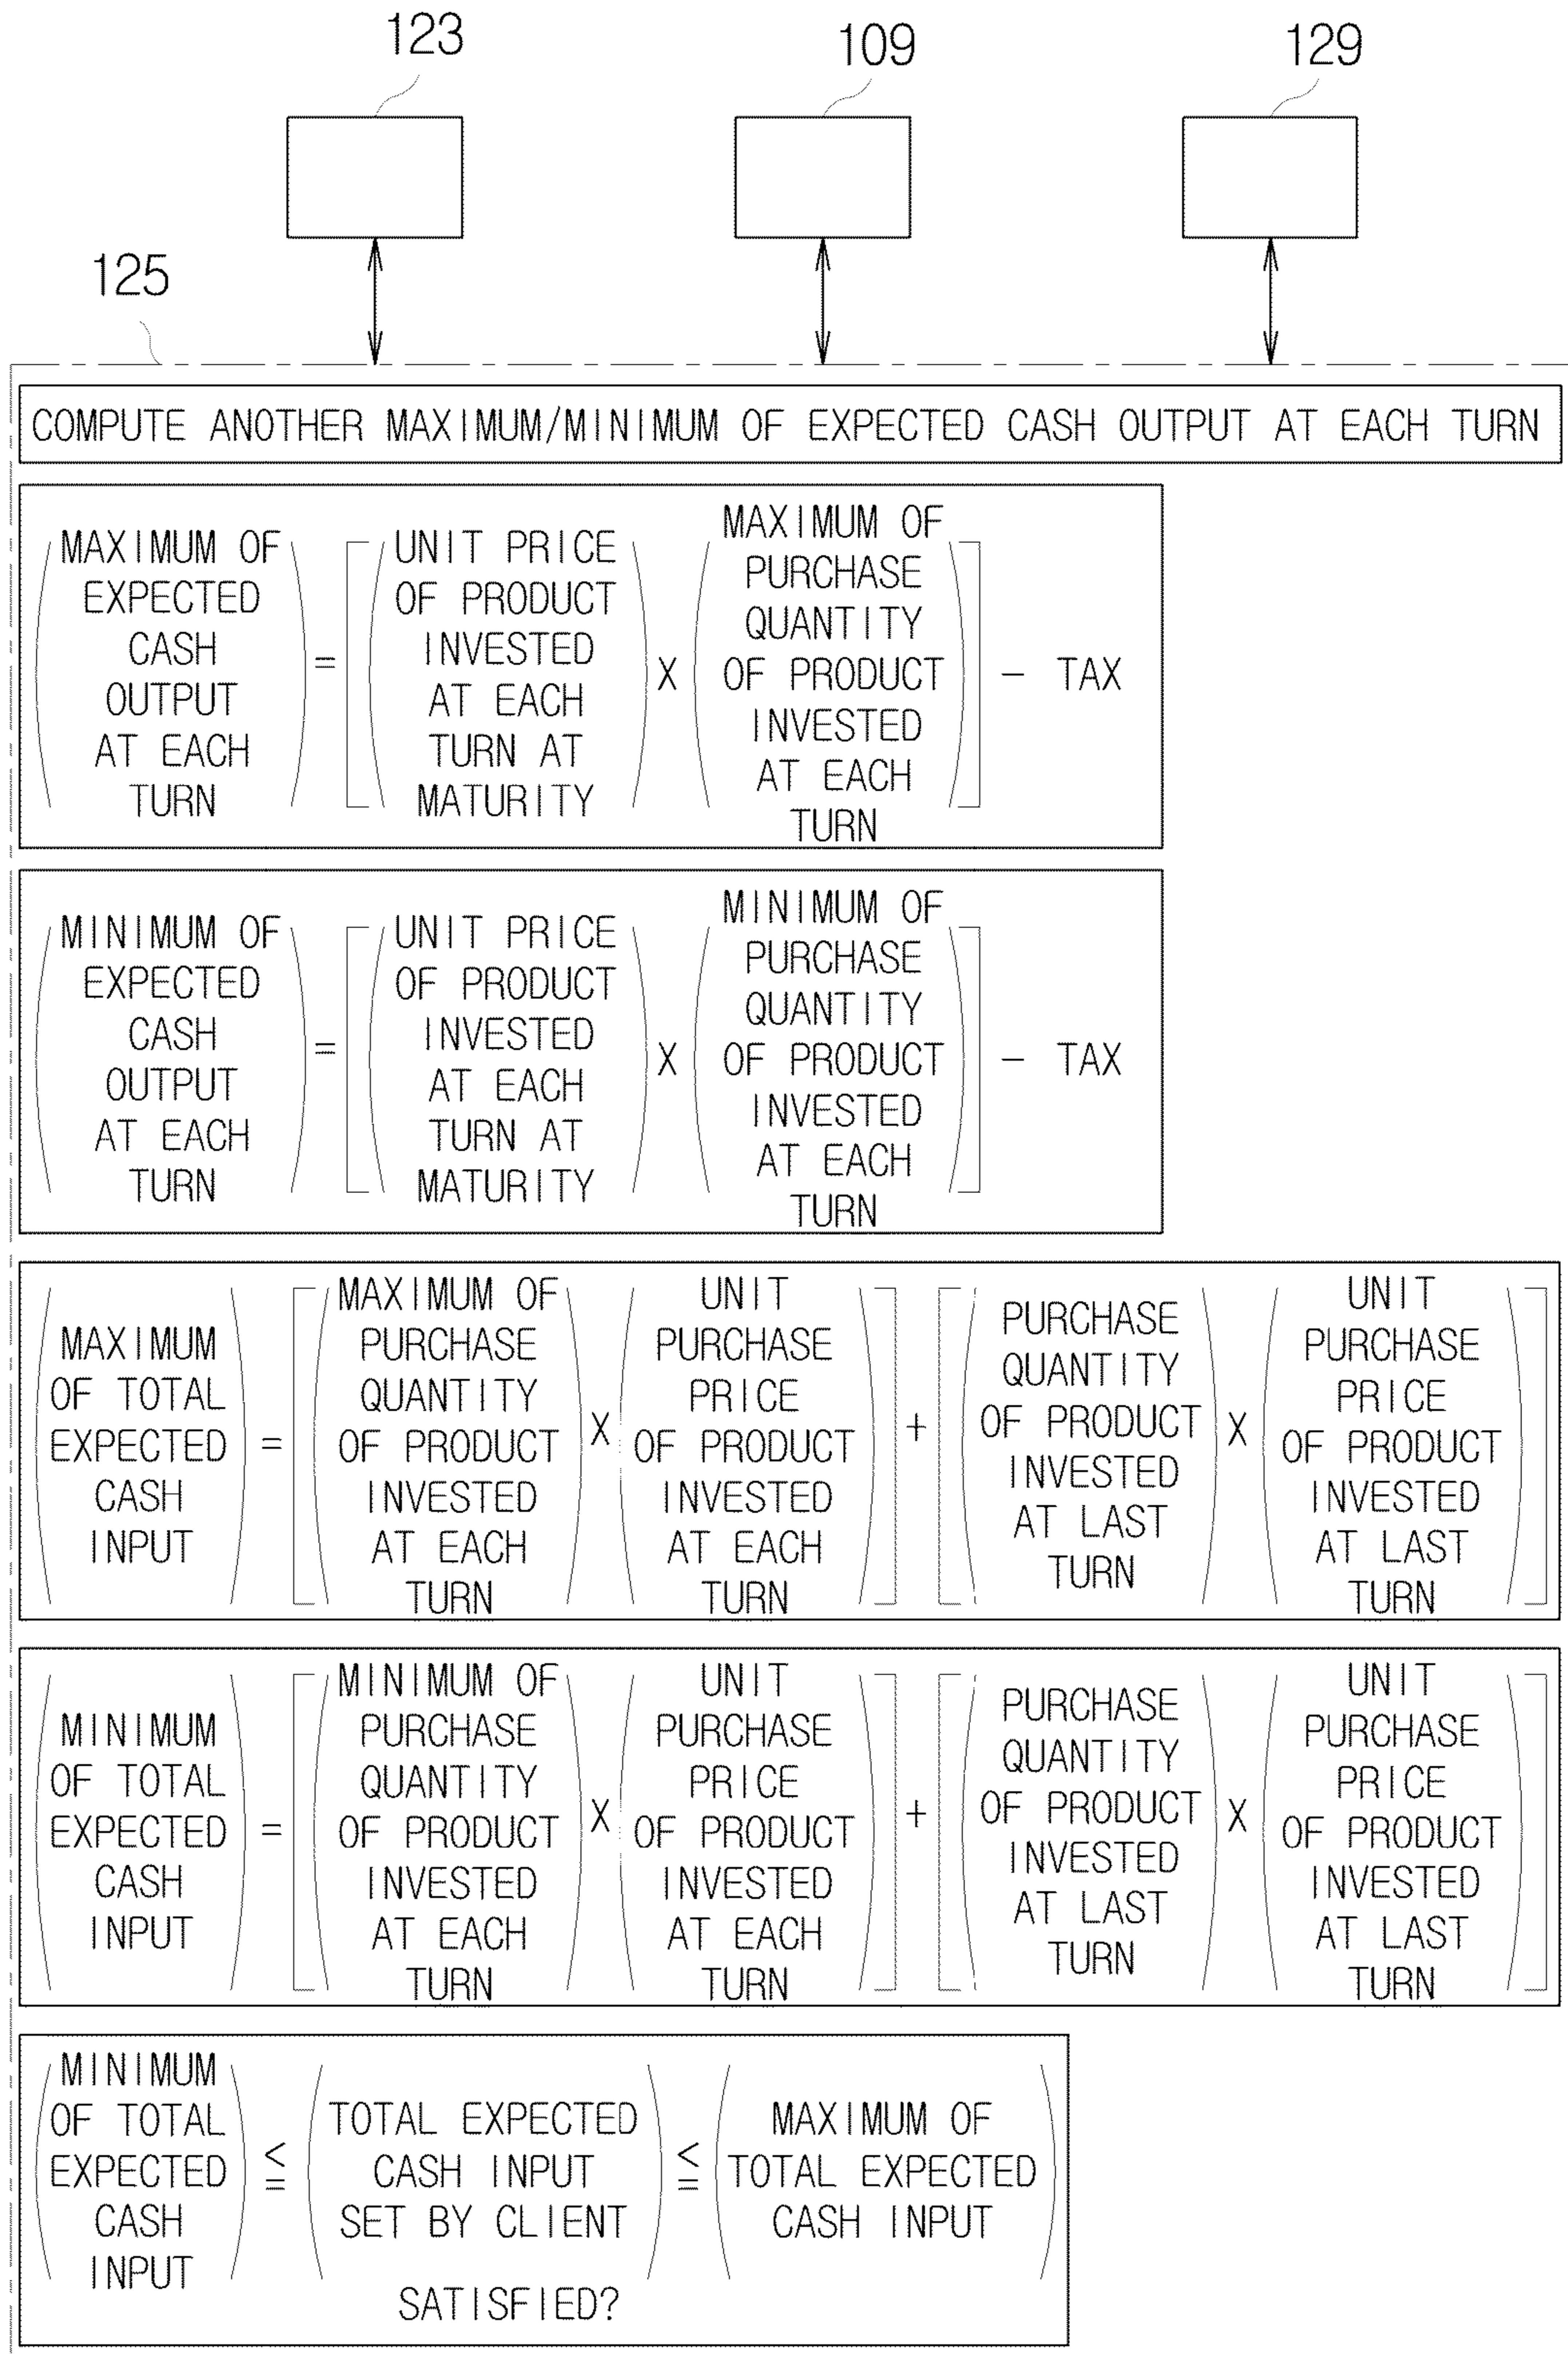 123
109
129
125
COMPUTE ANOTHER MAXIMUM/MINIMUM OF EXPECTED CASH OUTPUT AT EACH TURN
MAXIMUM OF
EXPECTED
CASH
OUTPUT
AT EACH
TURN
=
UNIT PRICE
OF PRODUCT
INVESTED
AT EACH
TURN AT
MATURITY
X
MAXIMUM OF
PURCHASE
QUANTITY
OF PRODUCT
INVESTED
AT EACH
TURN
- TAX
MINIMUM OF
EXPECTED
CASH
OUTPUT
AT EACH
TURN
=
UNIT PRICE
OF PRODUCT
INVESTED
AT EACH
TURN AT
MATURITY
X
MINIMUM OF
PURCHASE
QUANTITY
OF PRODUCT
INVESTED
AT EACH
TURN
- TAX
MAXIMUM
OF TOTAL
EXPECTED
CASH
INPUT
=
MAXIMUM OF
PURCHASE
QUANTITY
OF PRODUCT
INVESTED
AT EACH
TURN
X
UNIT
PURCHASE
PRICE
OF PRODUCT
INVESTED
AT EACH
TURN
+
PURCHASE
QUANTITY
OF PRODUCT
INVESTED
AT LAST
TURN
X
UNIT
PURCHASE
PRICE
OF PRODUCT
INVESTED
AT LAST
TURN
MINIMUM
OF TOTAL
EXPECTED
CASH
INPUT
=
MINIMUM OF
PURCHASE
QUANTITY
OF PRODUCT
INVESTED
AT EACH
TURN
X
UNIT
PURCHASE
PRICE
OF PRODUCT
INVESTED
AT EACH
TURN
+
PURCHASE
QUANTITY
OF PRODUCT
INVESTED
AT LAST
TURN
X
UNIT
PURCHASE
PRICE
OF PRODUCT
INVESTED
AT LAST
TURN
MINIMUM
OF TOTAL
EXPECTED
CASH
INPUT
≦
TOTAL EXPECTED
CASH INPUT
SET BY CLIENT
≦
MAXIMUM OF
TOTAL EXPECTED
CASH INPUT
SATISFIED?